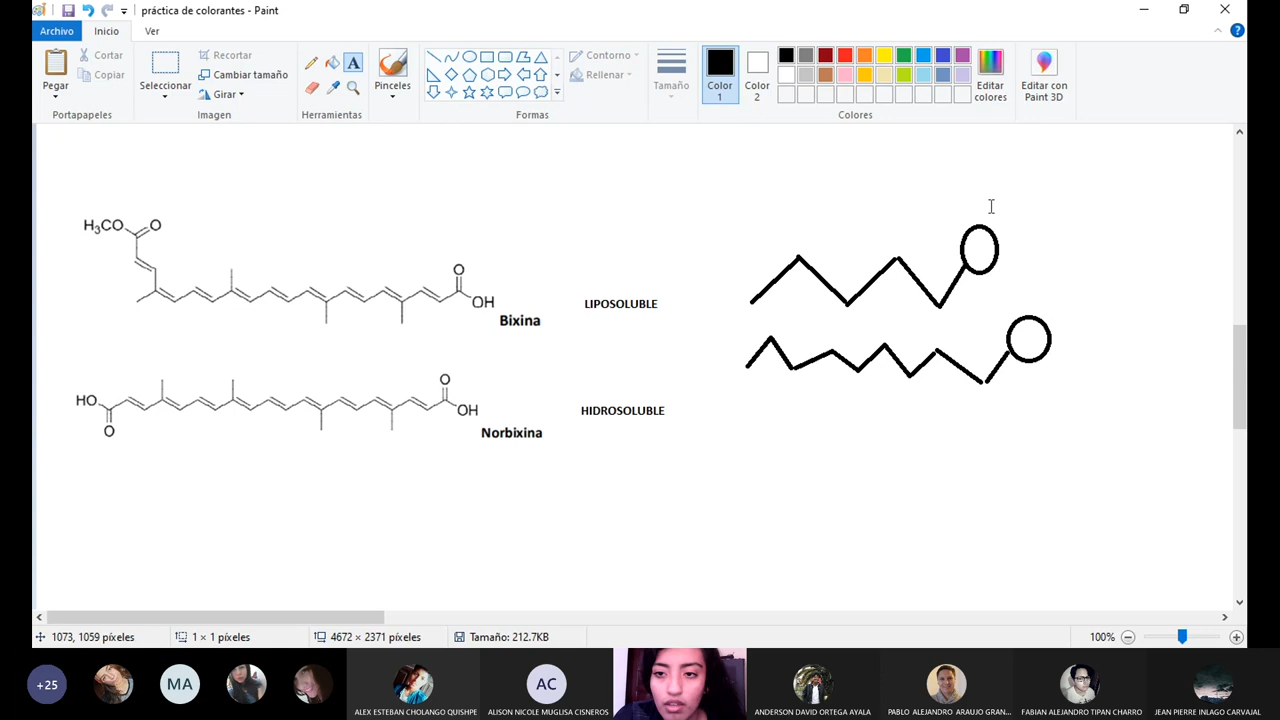 práctica de colorantes - Paint
Archivo
Inicio
Ver
Pegar
Cortar
Copiar
Portapapeles
Seleccionar
Recortar
Cambiar tamaño
Girar
Imagen
A
Herramientas
Pinceles
Contorno
Rellenar
Formas
Tamaño
Color
1
Color
2
Editar
colores
Colores
Editar con
Paint 3D
H3CO
O
O
OH
Bixina
LIPOSOLUBLE
HO
O
O
OH
Norbixina
HIDROSOLUBLE
1073, 1059 píxeles
1 × 1 píxeles
4672 × 2371 píxeles
Tamaño: 212.7KB
100%
+25
MA
AC
ALEX ESTEBAN CHOLANGO QUISHPE
ALISON NICOLE MUGLISA CISNEROS
ANDERSON DAVID ORTEGA AYALA
PABLO ALEJANDRO ARAUJO GRAN...
FABIAN ALEJANDRO TIPAN CHARRO
JEAN PIERRE INLAGO CARVAJAL